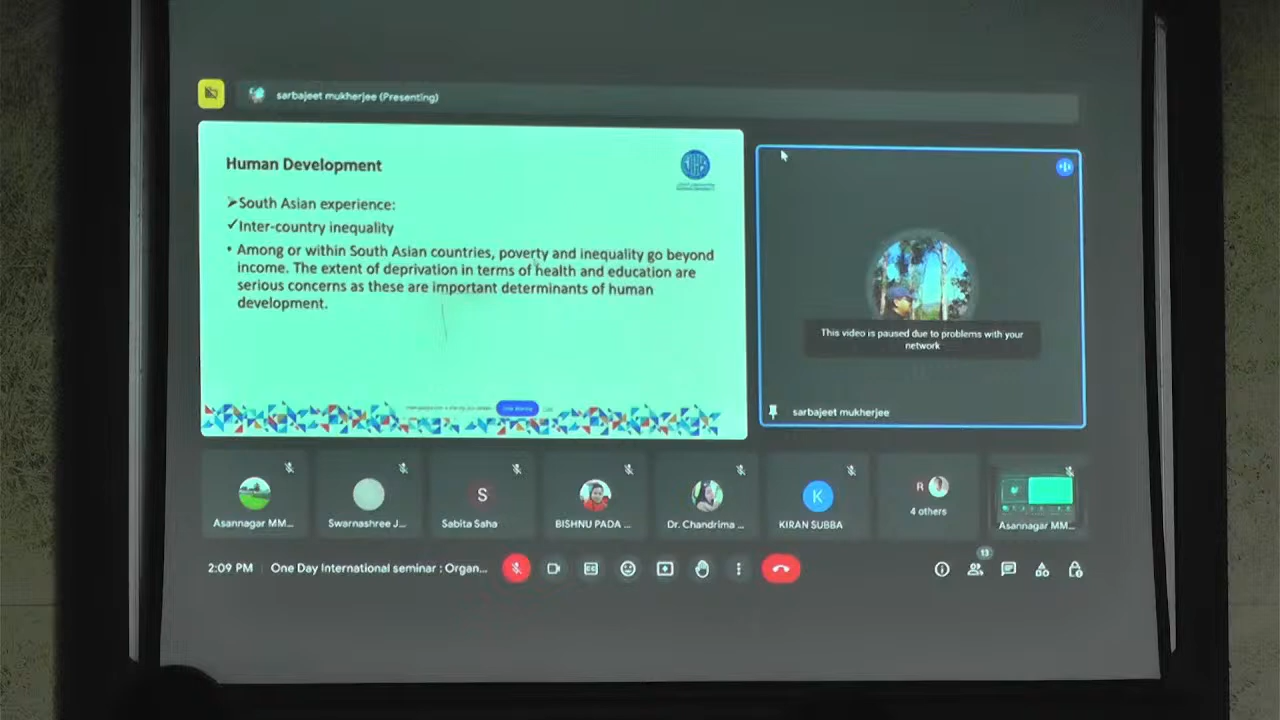 sarbajeet mukherjee (Presenting)
Human Development
➢South Asian experience:
✓Inter-country inequality
• Among or within South Asian countries, poverty and inequality go beyond
income. The extent of deprivation in terms of health and education are
serious concerns as these are important determinants of human
development.
This video is paused due to problems with your
network
sarbajeet mukherjee
S
K
R
Asannagar MM...
Swarnashree J...
Sabita Saha
BISHNU PADA ...
Dr. Chandrima ...
KIRAN SUBBA
4 others
Asannagar MM...
2:09 PM
One Day International seminar : Organ...
13